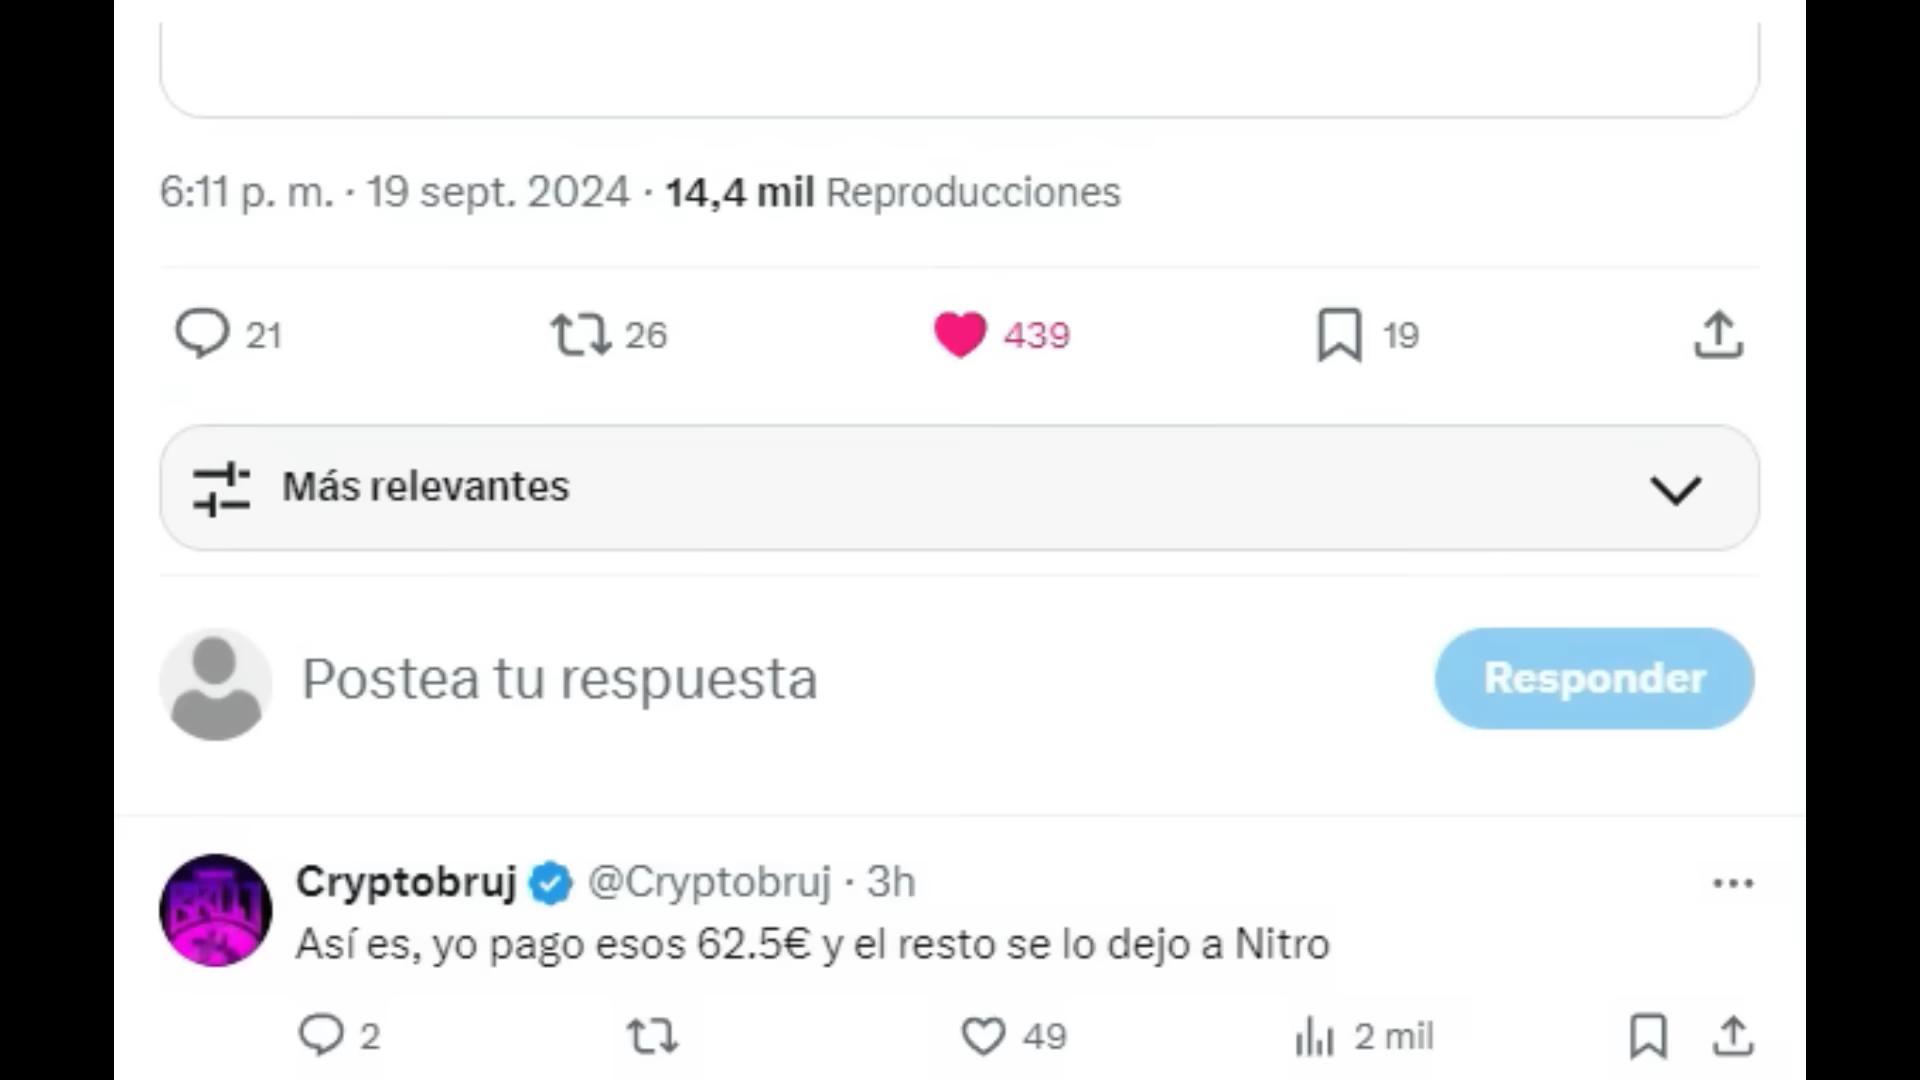 6:11 p. m. · 19 sept. 2024 · 14,4 mil Reproducciones
21 26 439 19
Más relevantes
Postea tu respuesta Responder
Cryptobruj @Cryptobruj · 3h
BRUJ
Así es, yo pago esos 62.5€ y el resto se lo dejo a Nitro
2 49 2 mil